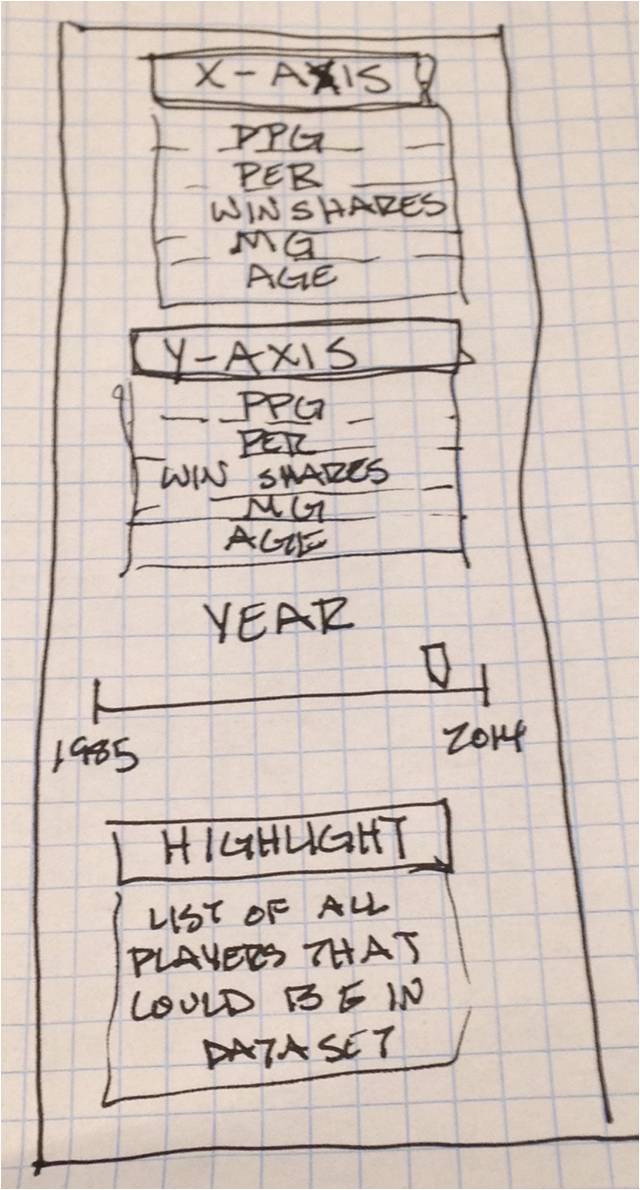 X-AXIS
PPG
PER
WIN SHARES
MG
AGE
Y-AXIS
PPG
PER
WIN SHARES
MG
AGE
YEAR
1985 2014
HIGHLIGHT
LIST OF ALL
PLAYERS THAT
COULD BE IN
DATASET